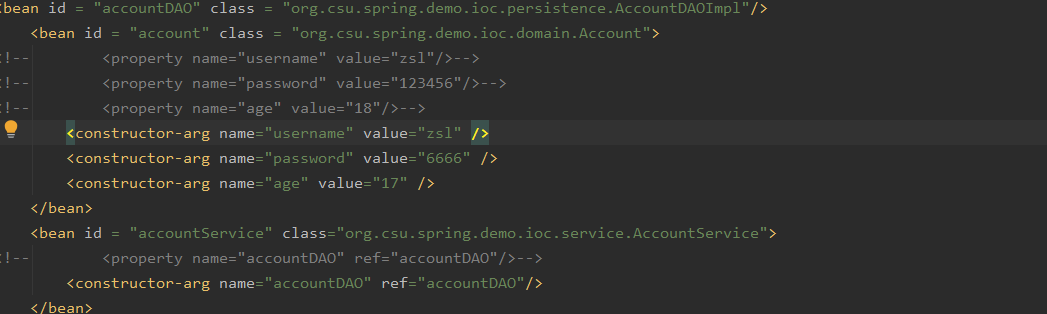 <bean id = "accountDAO" class = "org.csu.spring.demo.ioc.persistence.AccountDAOImpl"/>
<bean id = "account" class = "org.csu.spring.demo.ioc.domain.Account">
<!--        <property name="username" value="zsl"/>-->
<!--        <property name="password" value="123456"/>-->
<!--        <property name="age" value="18"/>-->
<constructor-arg name="username" value="zsl" />
<constructor-arg name="password" value="6666" />
<constructor-arg name="age" value="17" />
</bean>
<bean id = "accountService" class="org.csu.spring.demo.ioc.service.AccountService">
<!--        <property name="accountDAO" ref="accountDAO"/>-->
<constructor-arg name="accountDAO" ref="accountDAO"/>
</bean>